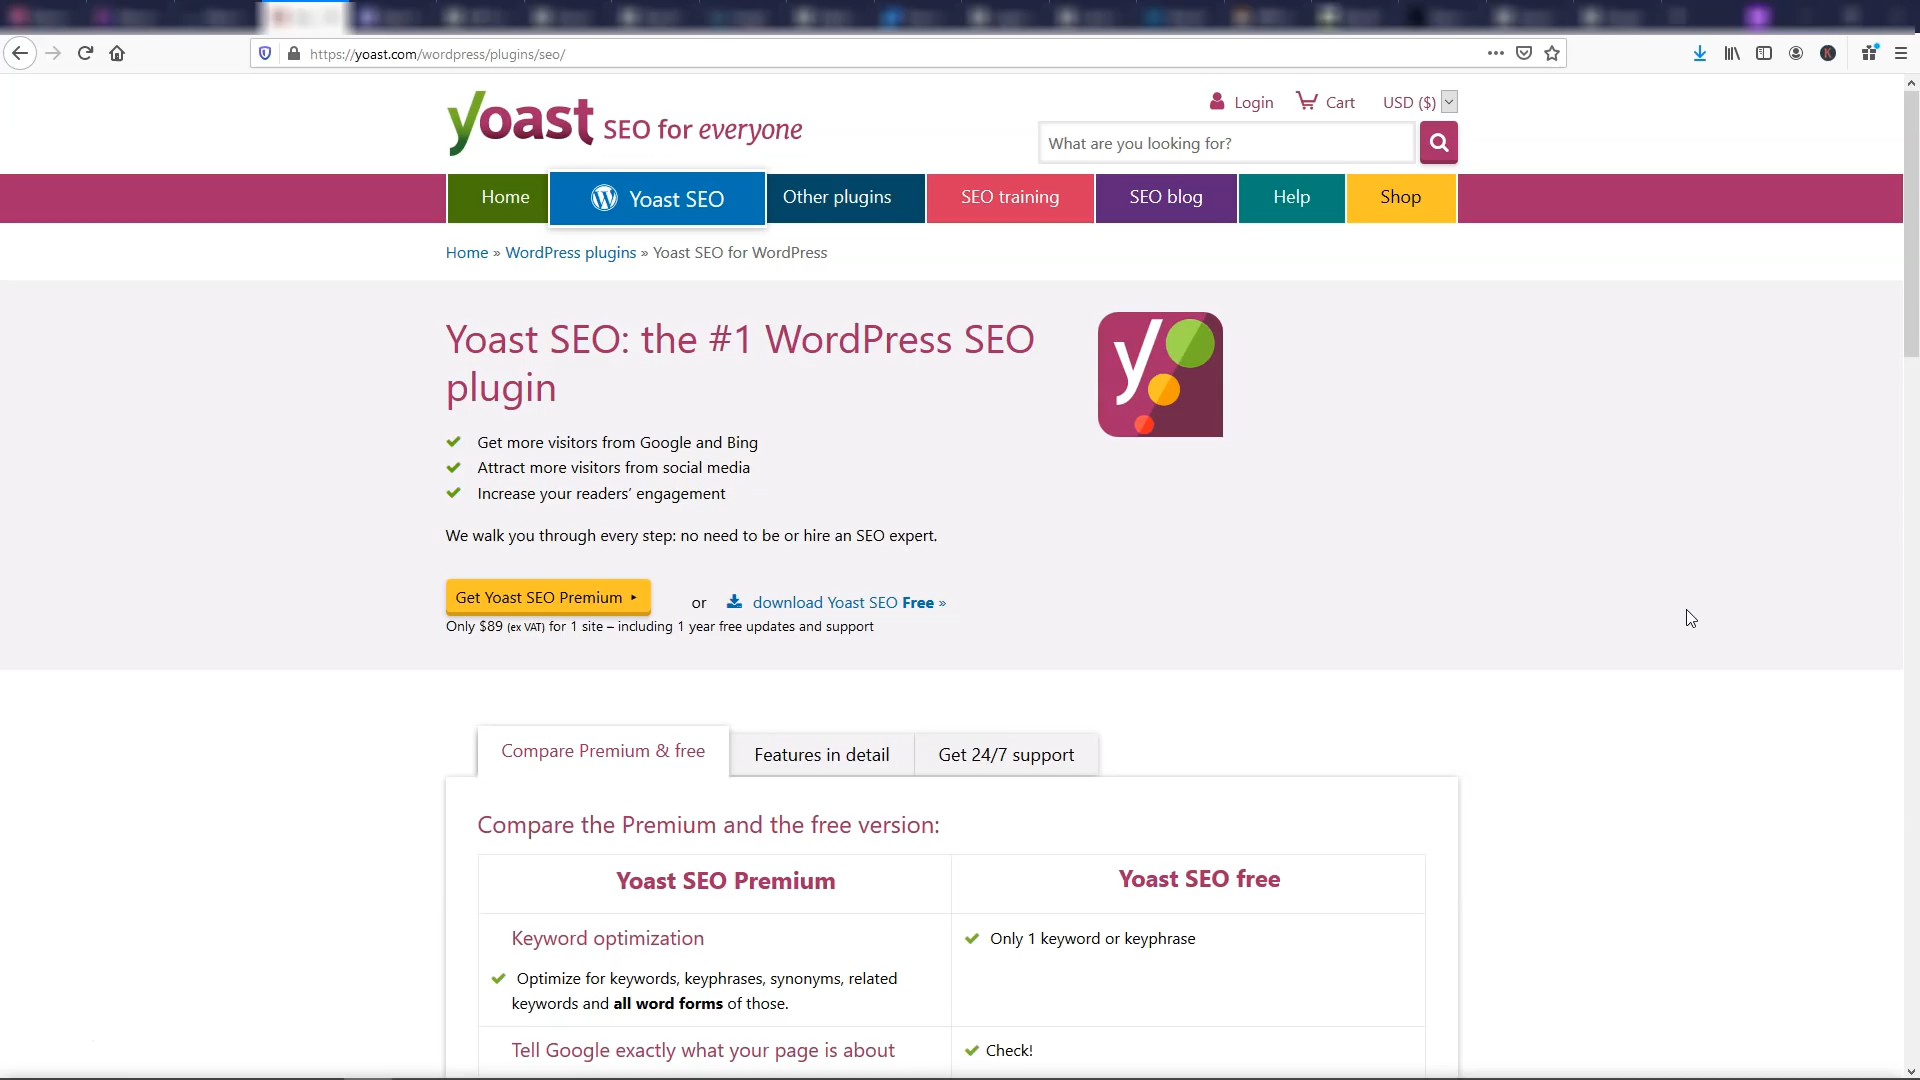 https://yoast.com/wordpress/plugins/seo/
K
yoast SEO for everyone
Login Cart USD ($)
What are you looking for?
Home Yoast SEO Other plugins SEO training SEO blog Help Shop
Home » WordPress plugins » Yoast SEO for WordPress
Yoast SEO: the #1 WordPress SEO
plugin
y
Get more visitors from Google and Bing
Attract more visitors from social media
Increase your readers’ engagement
We walk you through every step: no need to be or hire an SEO expert.
Get Yoast SEO Premium ▸ or download Yoast SEO Free »
Only $89 (ex VAT) for 1 site – including 1 year free updates and support
Compare Premium & free Features in detail Get 24/7 support
Compare the Premium and the free version:
Yoast SEO Premium Yoast SEO free
Keyword optimization Only 1 keyword or keyphrase
Optimize for keywords, keyphrases, synonyms, related
keywords and all word forms of those.
Tell Google exactly what your page is about Check!